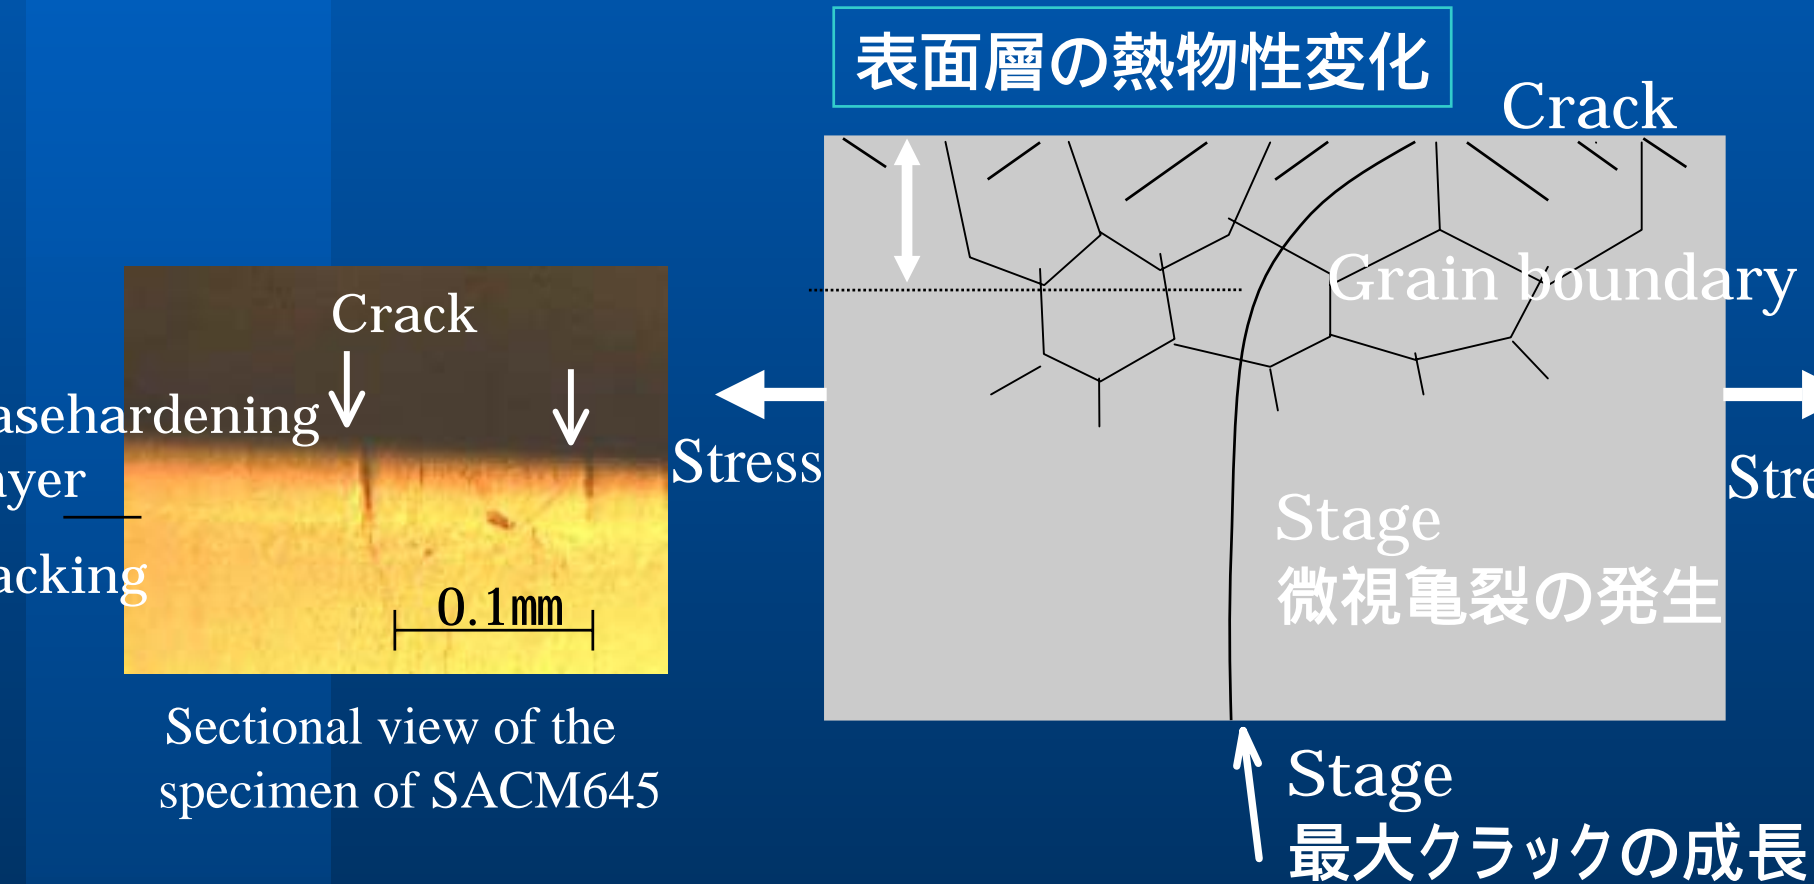 表面層の熱物性変化
Crack
Crack
Grain boundary
asehardening
ayer
acking
0.1mm
Stress
Stre
Stage
微視亀裂の発生
Sectional view of the
specimen of SACM645
Stage
最大クラックの成長